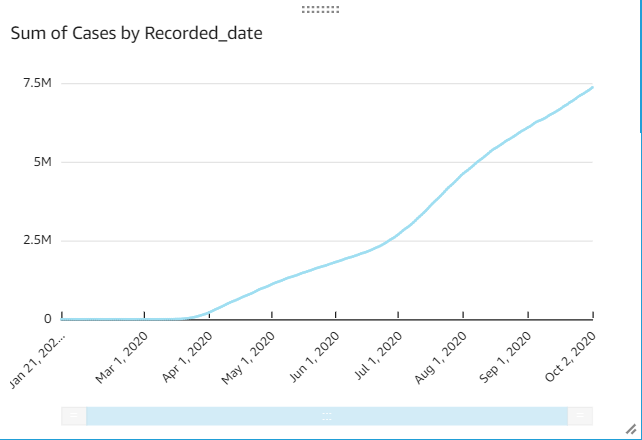 Sum of Cases by Recorded_date
7.5M
5M
2.5M
0
Jan 21, 202...
Mar 1, 2020
Apr 1, 2020
May 1, 2020
Jun 1, 2020
Jul 1, 2020
Aug 1, 2020
Sep 1, 2020
Oct 2, 2020